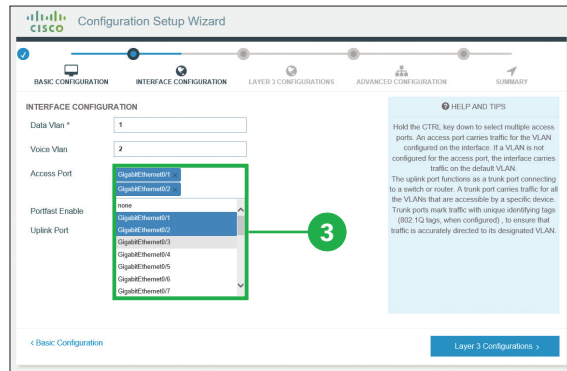 CISCO
Configuration Setup Wizard
BASIC CONFIGURATION
INTERFACE CONFIGURATION
LAYER 3 CONFIGURATIONS
ADVANCED CONFIGURATION
SUMMARY
INTERFACE CONFIGURATION
Data Vlan *
1
Voice Vlan
2
Access Port
GigabitEthernet0/1 ×
GigabitEthernet0/2 ×
none
Portfast Enable
GigabitEthernet0/1
Uplink Port
GigabitEthernet0/2
GigabitEthernet0/3
GigabitEthernet0/4
GigabitEthernet0/5
GigabitEthernet0/6
GigabitEthernet0/7
3
HELP AND TIPS
Hold the CTRL key down to select multiple access
ports. An access port carries traffic for the VLAN
configured on the interface. If a VLAN is not
configured for the access port, the interface carries
traffic on the default VLAN.
The uplink port functions as a trunk port connecting
to a switch or router. A trunk port carries traffic for all
the VLANs that are accessible by a specific device.
Trunk ports mark traffic with unique identifying tags
(802.1Q tags, when configured) , to ensure that
traffic is accurately directed to its designated VLAN.
< Basic Configuration
Layer 3 Configurations >